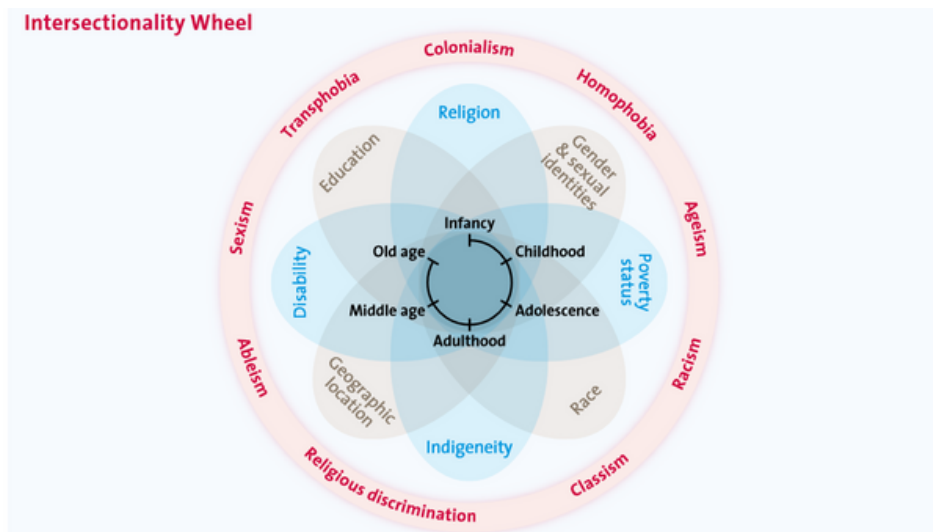 Intersectionality Wheel
Colonialism
Homophobia
Ageism
Racism
Classism
Religious discrimination
Ableism
Sexism
Transphobia
Religion
Gender
& sexual
identities
Poverty
status
Race
Indigeneity
Geographic
location
Disability
Education
Infancy
Childhood
Adolescence
Adulthood
Middle age
Old age